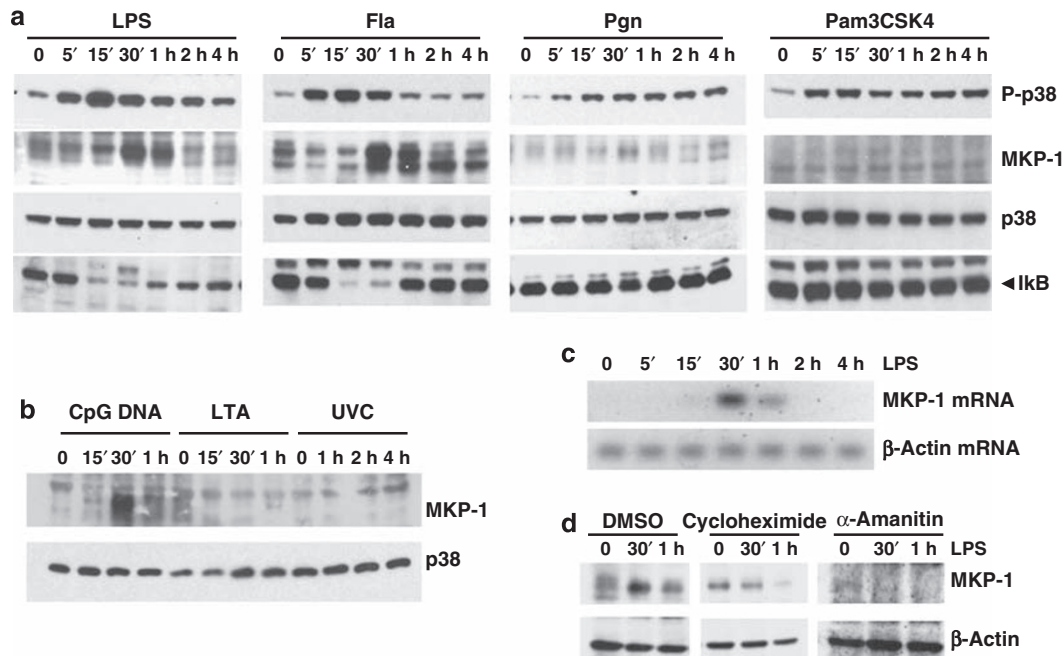 a
LPS Fla Pgn Pam3CSK4
0 5′ 15′ 30′ 1 h 2 h 4 h 0 5′ 15′ 30′ 1 h 2 h 4 h 0 5′ 15′ 30′ 1 h 2 h 4 h 0 5′ 15′ 30′ 1 h 2 h 4 h
P-p38
MKP-1
p38
◄IkB
b
CpG DNA LTA UVC
0 15′ 30′ 1 h 0 15′ 30′ 1 h 0 1 h 2 h 4 h
MKP-1
p38
c
0 5′ 15′ 30′ 1 h 2 h 4 h LPS
MKP-1 mRNA
β-Actin mRNA
d
DMSO Cycloheximide α-Amanitin
0 30′ 1 h 0 30′ 1 h 0 30′ 1 h LPS
MKP-1
β-Actin